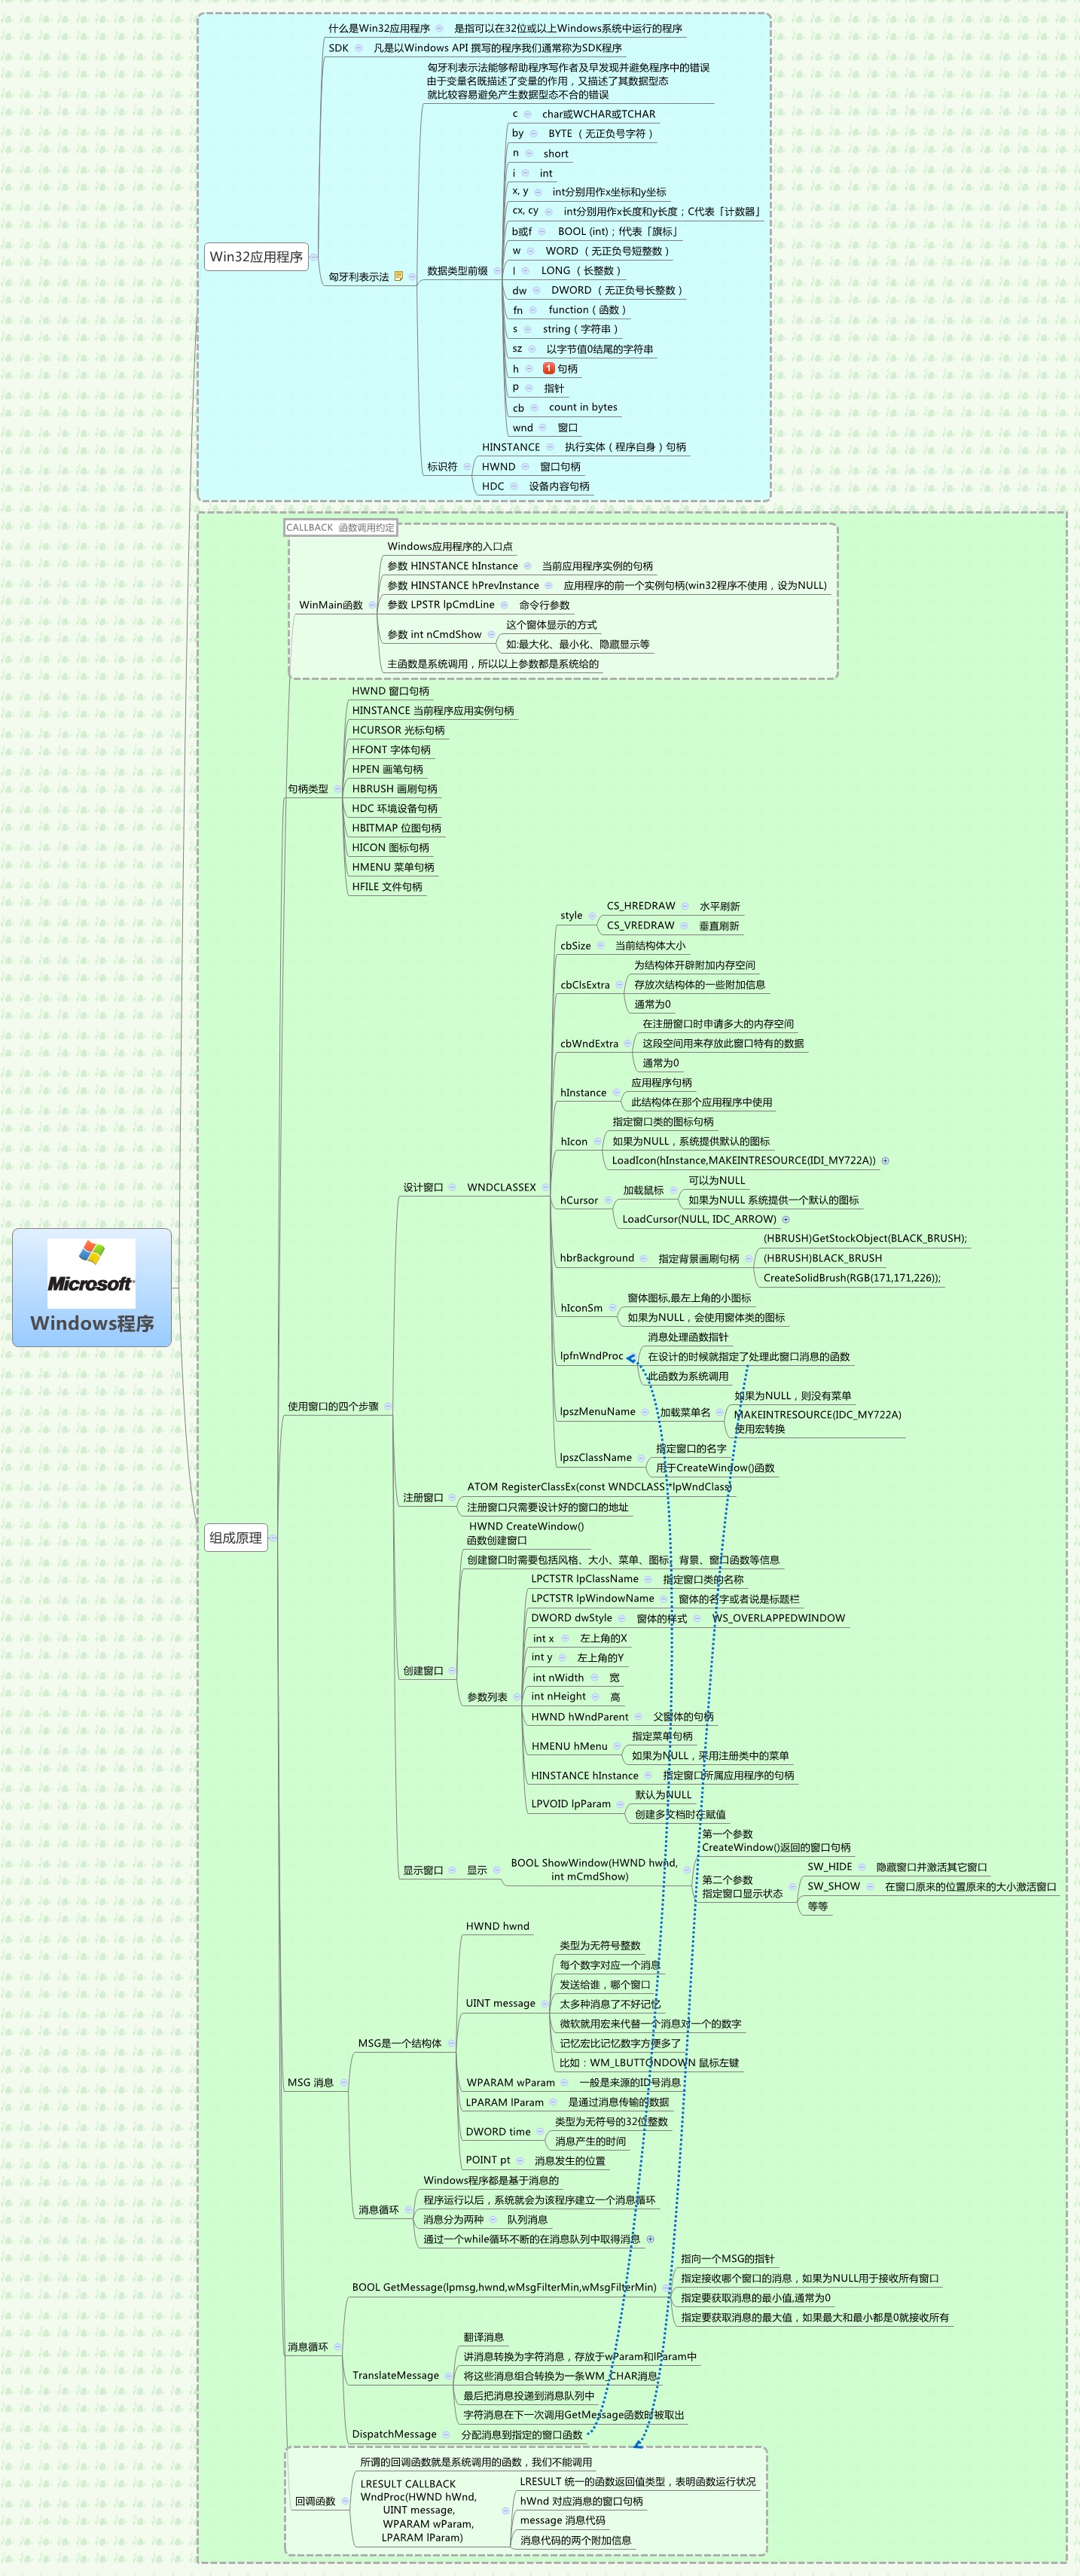 什么是Win32应用程序
是指可以在32位或以上Windows系统中运行的程序
SDK
凡是以Windows API 撰写的程序我们通常称为SDK程序
Win32应用程序
匈牙利表示法
匈牙利表示法能够帮助程序写作者及早发现并避免程序中的错误
由于变量名既描述了变量的作用，又描述了其数据型态
就比较容易避免产生数据型态不合的错误
数据类型前缀
c
char或WCHAR或TCHAR
by
BYTE （无正负号字符）
n
short
i
int
x, y
int分别用作x坐标和y坐标
cx, cy
int分别用作x长度和y长度；C代表「计数器」
b或f
BOOL (int)；f代表「旗标」
w
WORD （无正负号短整数）
l
LONG （长整数）
dw
DWORD （无正负号长整数）
fn
function（函数）
s
string（字符串）
sz
以字节值0结尾的字符串
h
1 句柄
p
指针
cb
count in bytes
wnd
窗口
标识符
HINSTANCE
执行实体（程序自身）句柄
HWND
窗口句柄
HDC
设备内容句柄
Microsoft
Windows程序
组成原理
CALLBACK 函数调用约定
WinMain函数
Windows应用程序的入口点
参数 HINSTANCE hInstance
当前应用程序实例的句柄
参数 HINSTANCE hPrevInstance
应用程序的前一个实例句柄(win32程序不使用，设为NULL)
参数 LPSTR lpCmdLine
命令行参数
参数 int nCmdShow
这个窗体显示的方式
如:最大化、最小化、隐藏显示等
主函数是系统调用，所以以上参数都是系统给的
句柄类型
HWND 窗口句柄
HINSTANCE 当前程序应用实例句柄
HCURSOR 光标句柄
HFONT 字体句柄
HPEN 画笔句柄
HBRUSH 画刷句柄
HDC 环境设备句柄
HBITMAP 位图句柄
HICON 图标句柄
HMENU 菜单句柄
HFILE 文件句柄
使用窗口的四个步骤
设计窗口
WNDCLASSEX
style
CS_HREDRAW
水平刷新
CS_VREDRAW
垂直刷新
cbSize
当前结构体大小
cbClsExtra
为结构体开辟附加内存空间
存放次结构体的一些附加信息
通常为0
cbWndExtra
在注册窗口时申请多大的内存空间
这段空间用来存放此窗口特有的数据
通常为0
hInstance
应用程序句柄
此结构体在那个应用程序中使用
hIcon
指定窗口类的图标句柄
如果为NULL，系统提供默认的图标
LoadIcon(hInstance,MAKEINTRESOURCE(IDI_MY722A))
hCursor
加载鼠标
可以为NULL
如果为NULL 系统提供一个默认的图标
LoadCursor(NULL, IDC_ARROW)
hbrBackground
指定背景画刷句柄
(HBRUSH)GetStockObject(BLACK_BRUSH);
(HBRUSH)BLACK_BRUSH
CreateSolidBrush(RGB(171,171,226));
hIconSm
窗体图标,最左上角的小图标
如果为NULL，会使用窗体类的图标
lpfnWndProc
消息处理函数指针
在设计的时候就指定了处理此窗口消息的函数
此函数为系统调用
lpszMenuName
加载菜单名
如果为NULL，则没有菜单
MAKEINTRESOURCE(IDC_MY722A)
使用宏转换
lpszClassName
指定窗口的名字
用于CreateWindow()函数
注册窗口
ATOM RegisterClassEx(const WNDCLASS *lpWndClass)
注册窗口只需要设计好的窗口的地址
创建窗口
HWND CreateWindow()
函数创建窗口
创建窗口时需要包括风格、大小、菜单、图标、背景、窗口函数等信息
参数列表
LPCTSTR lpClassName
指定窗口类的名称
LPCTSTR lpWindowName
窗体的名字或者说是标题栏
DWORD dwStyle
窗体的样式
WS_OVERLAPPEDWINDOW
int x
左上角的X
int y
左上角的Y
int nWidth
宽
int nHeight
高
HWND hWndParent
父窗体的句柄
HMENU hMenu
指定菜单句柄
如果为NULL，采用注册类中的菜单
HINSTANCE hInstance
指定窗口所属应用程序的句柄
LPVOID lpParam
默认为NULL
创建多文档时在赋值
显示窗口
显示
BOOL ShowWindow(HWND hwnd,
int mCmdShow)
第一个参数
CreateWindow()返回的窗口句柄
第二个参数
指定窗口显示状态
SW_HIDE
隐藏窗口并激活其它窗口
SW_SHOW
在窗口原来的位置原来的大小激活窗口
等等
MSG 消息
MSG是一个结构体
HWND hwnd
UINT message
类型为无符号整数
每个数字对应一个消息
发送给谁，哪个窗口
太多种消息了不好记忆
微软就用宏来代替一个消息对一个的数字
记忆宏比记忆数字方便多了
比如：WM_LBUTTONDOWN 鼠标左键
WPARAM wParam
一般是来源的ID号消息
LPARAM lParam
是通过消息传输的数据
DWORD time
类型为无符号的32位整数
消息产生的时间
POINT pt
消息发生的位置
消息循环
Windows程序都是基于消息的
程序运行以后，系统就会为该程序建立一个消息循环
消息分为两种
队列消息
通过一个while循环不断的在消息队列中取得消息
消息循环
BOOL GetMessage(lpmsg,hwnd,wMsgFilterMin,wMsgFilterMin)
指向一个MSG的指针
指定接收哪个窗口的消息，如果为NULL用于接收所有窗口
指定要获取消息的最小值,通常为0
指定要获取消息的最大值，如果最大和最小都是0就接收所有
TranslateMessage
翻译消息
讲消息转换为字符消息，存放于wParam和lParam中
将这些消息组合转换为一条WM_CHAR消息
最后把消息投递到消息队列中
字符消息在下一次调用GetMessage函数时被取出
DispatchMessage
分配消息到指定的窗口函数
回调函数
所谓的回调函数就是系统调用的函数，我们不能调用
LRESULT CALLBACK
WndProc(HWND hWnd,
UINT message,
WPARAM wParam,
LPARAM lParam)
LRESULT 统一的函数返回值类型，表明函数运行状况
hWnd 对应消息的窗口句柄
message 消息代码
消息代码的两个附加信息